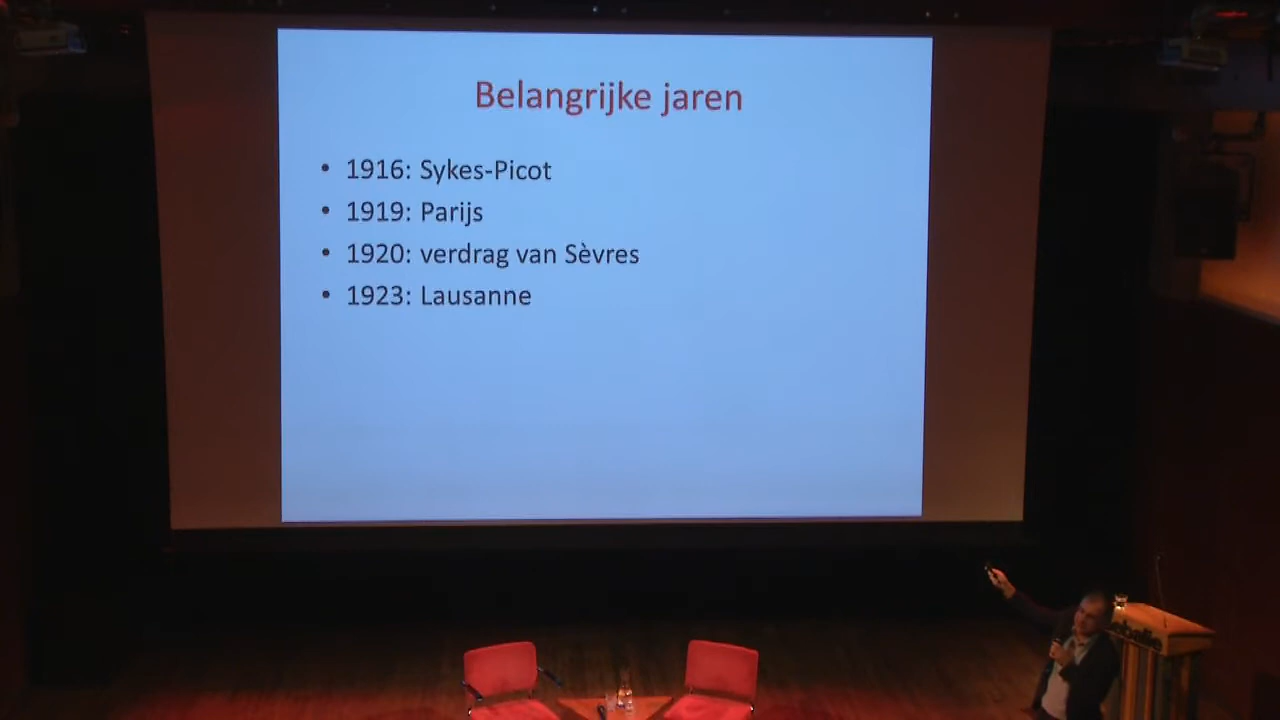 Belangrijke jaren
• 1916: Sykes-Picot
• 1919: Parijs
• 1920: verdrag van Sèvres
• 1923: Lausanne